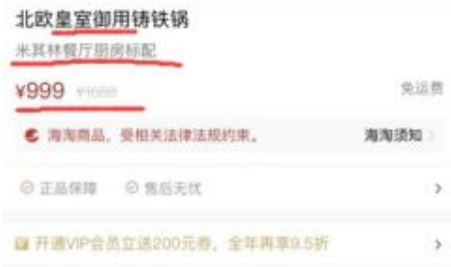 北欧皇室御用铸铁锅
米其林餐厅厨房标配
¥999 ¥1688 免运费
海淘商品，受相关法律法规约束。 海淘须知
正品保障 售后无忧
开通VIP会员立送200元券，全年再享9.5折